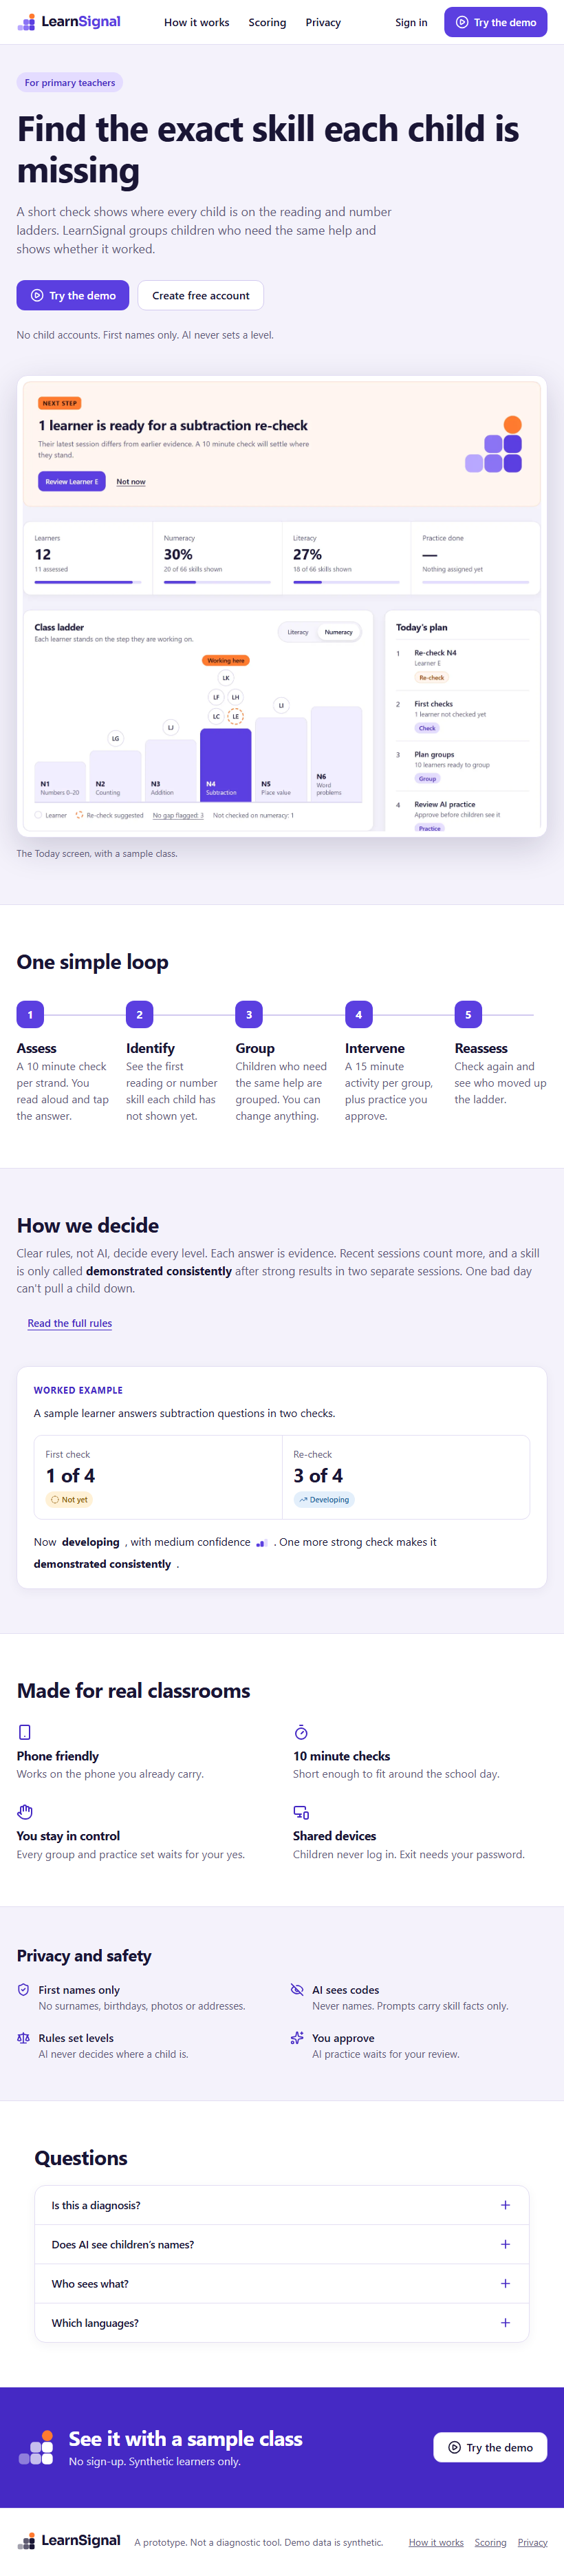 LearnSignal
How it works
Scoring
Privacy
Sign in
Try the demo
For primary teachers
Find the exact skill each child is
missing
A short check shows where every child is on the reading and number
ladders. LearnSignal groups children who need the same help and
shows whether it worked.
Try the demo
Create free account
No child accounts. First names only. AI never sets a level.
NEXT STEP
1 learner is ready for a subtraction re-check
Their latest session differs from earlier evidence. A 10 minute check will settle where
they stand.
Review Learner E
Not now
Learners
12
11 assessed
Numeracy
30%
20 of 66 skills shown
Literacy
27%
18 of 66 skills shown
Practice done
—
Nothing assigned yet
Class ladder
Each learner stands on the step they are working on.
Literacy
Numeracy
Working here
LK
LF
LH
LC
LE
LI
LJ
LG
N1
Numbers 0–20
N2
Counting
N3
Addition
N4
Subtraction
N5
Place value
N6
Word
problems
Learner
Re-check suggested
No gap flagged 3
Not checked on numeracy: 1
Today's plan
1
Re-check N4
Learner E
Re-check
2
First checks
1 learner not checked yet
Check
3
Plan groups
10 learners ready to group
Group
4
Review AI practice
Approve before children see it
Practice
The Today screen, with a sample class.
One simple loop
1
Assess
A 10 minute check
per strand. You
read aloud and tap
the answer.
2
Identify
See the first
reading or number
skill each child has
not shown yet.
3
Group
Children who need
the same help are
grouped. You can
change anything.
4
Intervene
A 15 minute
activity per group,
plus practice you
approve.
5
Reassess
Check again and
see who moved up
the ladder.
How we decide
Clear rules, not AI, decide every level. Each answer is evidence. Recent sessions count more, and a skill
is only called demonstrated consistently after strong results in two separate sessions. One bad day
can't pull a child down.
Read the full rules
WORKED EXAMPLE
A sample learner answers subtraction questions in two checks.
First check
1 of 4
Not yet
Re-check
3 of 4
Developing
Now developing , with medium confidence . One more strong check makes it
demonstrated consistently .
Made for real classrooms
Phone friendly
Works on the phone you already carry.
10 minute checks
Short enough to fit around the school day.
You stay in control
Every group and practice set waits for your yes.
Shared devices
Children never log in. Exit needs your password.
Privacy and safety
First names only
No surnames, birthdays, photos or addresses.
AI sees codes
Never names. Prompts carry skill facts only.
Rules set levels
AI never decides where a child is.
You approve
AI practice waits for your review.
Questions
Is this a diagnosis?
Does AI see children's names?
Who sees what?
Which languages?
See it with a sample class
No sign-up. Synthetic learners only.
Try the demo
LearnSignal
A prototype. Not a diagnostic tool. Demo data is synthetic.
How it works
Scoring
Privacy